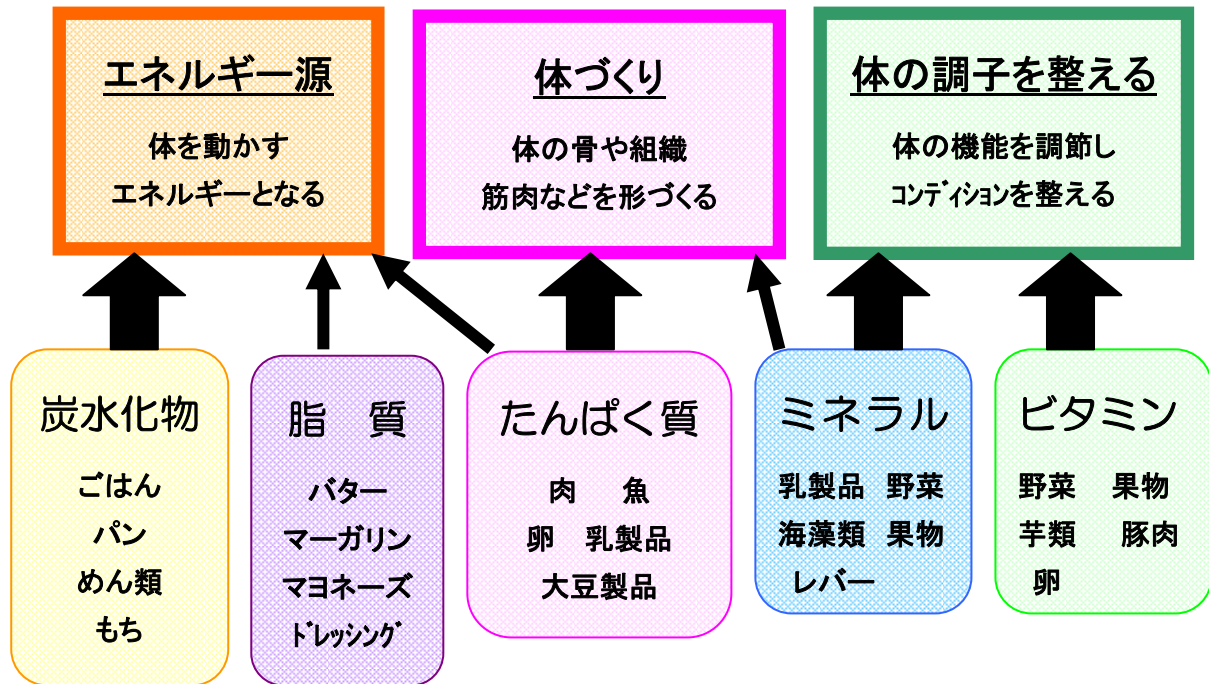 エネルギー源
体を動かす
エネルギーとなる
体づくり
体の骨や組織
筋肉などを形づくる
体の調子を整える
体の機能を調節し
ｺﾝﾃﾞｨｼｮﾝを整える
炭水化物
ごはん
パン
めん類
もち
脂　質
バター
マーガリン
マヨネーズ
ﾄﾞﾚｯｼﾝｸﾞ
たんぱく質
肉　魚
卵　乳製品
大豆製品
ミネラル
乳製品　野菜
海藻類　果物
レバー
ビタミン
野菜　果物
芋類　豚肉
卵